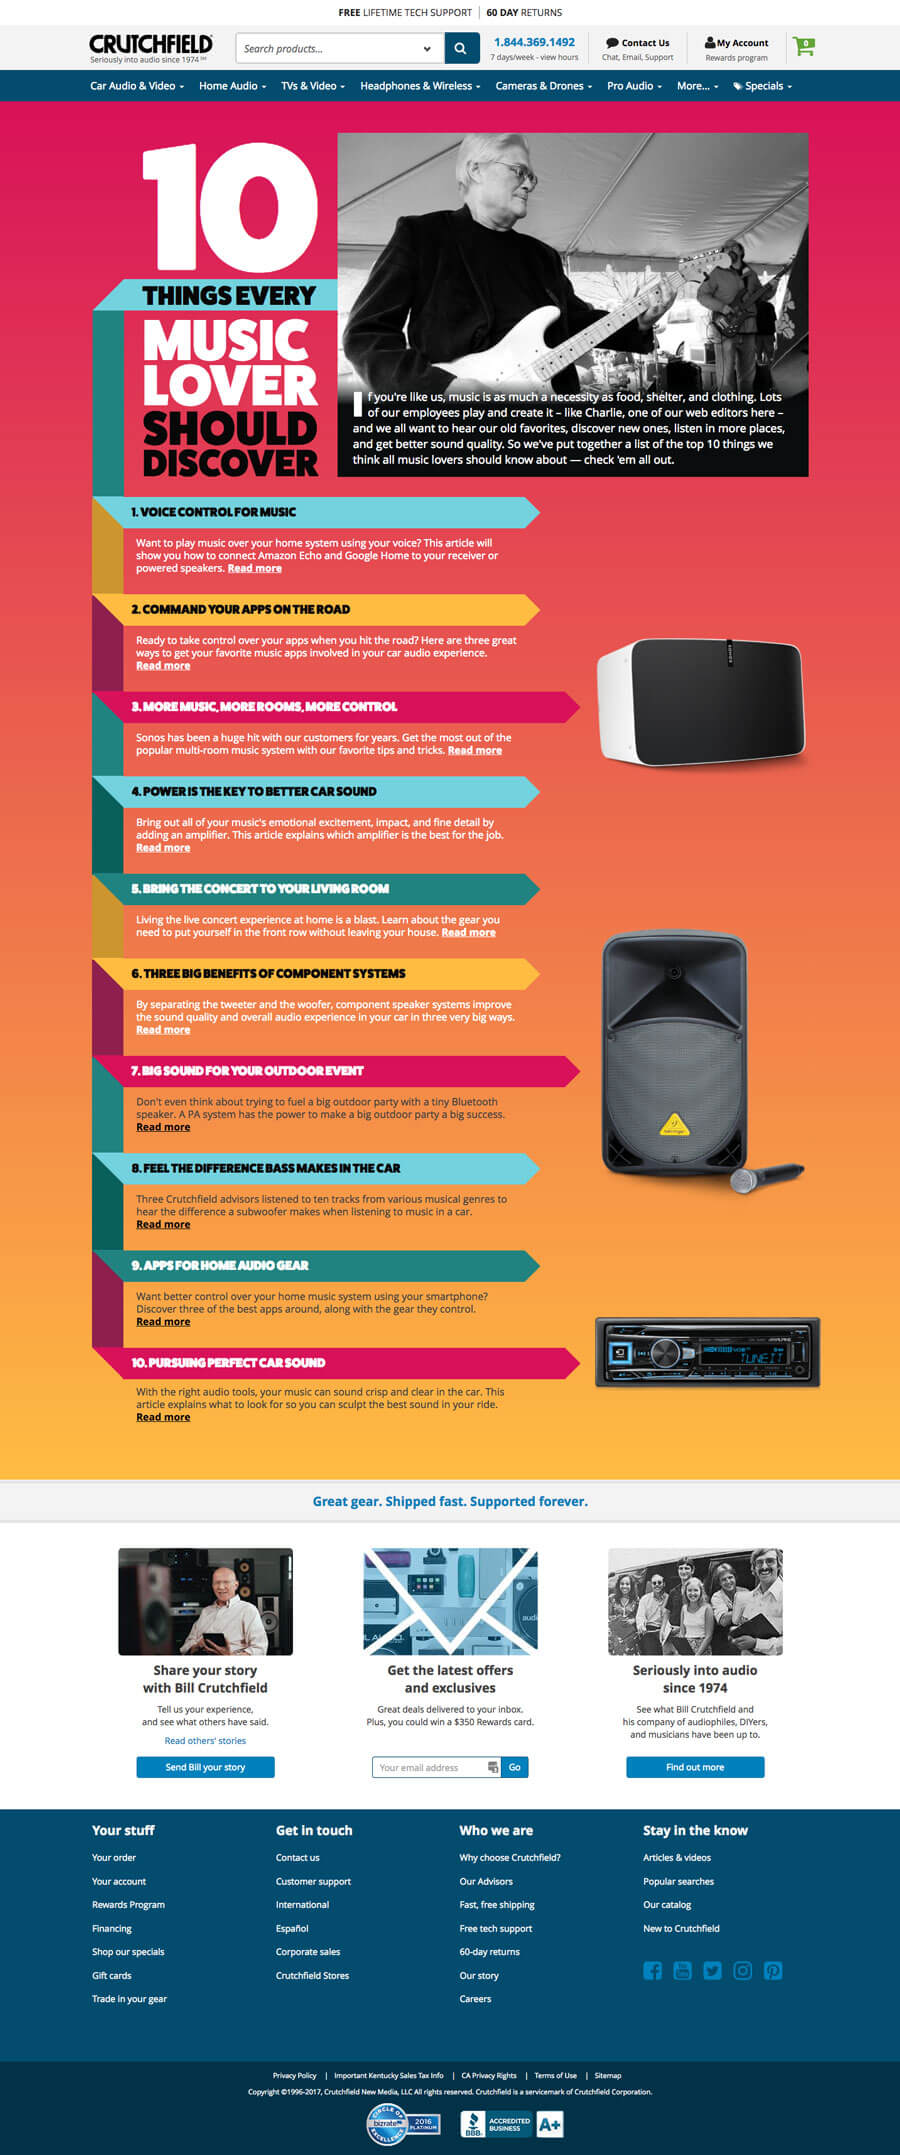 FREE LIFETIME TECH SUPPORT | 60 DAY RETURNS
CRUTCHFIELD
Seriously into audio since 1974 SM
Search products...
1.844.369.1492
7 days/week - view hours
Contact Us
Chat, Email, Support
My Account
Rewards program
0
Car Audio & Video Home Audio TVs & Video Headphones & Wireless Cameras & Drones Pro Audio More... Specials
10
THINGS EVERY
MUSIC
LOVER
SHOULD
DISCOVER
If you're like us, music is as much a necessity as food, shelter, and clothing. Lots
of our employees play and create it – like Charlie, one of our web editors here –
and we all want to hear our old favorites, discover new ones, listen in more places,
and get better sound quality. So we've put together a list of the top 10 things we
think all music lovers should know about — check 'em all out.
1. VOICE CONTROL FOR MUSIC
Want to play music over your home system using your voice? This article will
show you how to connect Amazon Echo and Google Home to your receiver or
powered speakers. Read more
2. COMMAND YOUR APPS ON THE ROAD
Ready to take control over your apps when you hit the road? Here are three great
ways to get your favorite music apps involved in your car audio experience.
Read more
SONOS
3. MORE MUSIC, MORE ROOMS, MORE CONTROL
Sonos has been a huge hit with our customers for years. Get the most out of the
popular multi-room music system with our favorite tips and tricks. Read more
4. POWER IS THE KEY TO BETTER CAR SOUND
Bring out all of your music's emotional excitement, impact, and fine detail by
adding an amplifier. This article explains which amplifier is the best for the job.
Read more
5. BRING THE CONCERT TO YOUR LIVING ROOM
Living the live concert experience at home is a blast. Learn about the gear you
need to put yourself in the front row without leaving your house. Read more
6. THREE BIG BENEFITS OF COMPONENT SYSTEMS
By separating the tweeter and the woofer, component speaker systems improve
the sound quality and overall audio experience in your car in three very big ways.
Read more
7. BIG SOUND FOR YOUR OUTDOOR EVENT
Don't even think about trying to fuel a big outdoor party with a tiny Bluetooth
speaker. A PA system has the power to make a big outdoor party a big success.
Read more
behringer
8. FEEL THE DIFFERENCE BASS MAKES IN THE CAR
Three Crutchfield advisors listened to ten tracks from various musical genres to
hear the difference a subwoofer makes when listening to music in a car.
Read more
9. APPS FOR HOME AUDIO GEAR
Want better control over your home music system using your smartphone?
Discover three of the best apps around, along with the gear they control.
Read more
ALPINE
TUNEIT
10. PURSUING PERFECT CAR SOUND
With the right audio tools, your music can sound crisp and clear in the car. This
article explains what to look for so you can sculpt the best sound in your ride.
Read more
Great gear. Shipped fast. Supported forever.
Share your story
with Bill Crutchfield
Tell us your experience,
and see what others have said.
Read others' stories
Send Bill your story
Get the latest offers
and exclusives
Great deals delivered to your inbox.
Plus, you could win a $350 Rewards card.
Your email address
Go
Seriously into audio
since 1974
See what Bill Crutchfield and
his company of audiophiles, DIYers,
and musicians have been up to.
Find out more
Your stuff
Your order
Your account
Rewards Program
Financing
Shop our specials
Gift cards
Trade in your gear
Get in touch
Contact us
Customer support
International
Español
Corporate sales
Crutchfield Stores
Who we are
Why choose Crutchfield?
Our Advisors
Fast, free shipping
Free tech support
60-day returns
Our story
Careers
Stay in the know
Articles & videos
Popular searches
Our catalog
New to Crutchfield
Privacy Policy | Important Kentucky Sales Tax Info | CA Privacy Rights | Terms of Use | Sitemap
Copyright ©1996-2017, Crutchfield New Media, LLC All rights reserved. Crutchfield is a servicemark of Crutchfield Corporation.
CIRCLE OF
bizrate
EXCELLENCE
2016
PLATINUM
BBB
ACCREDITED
BUSINESS
A+